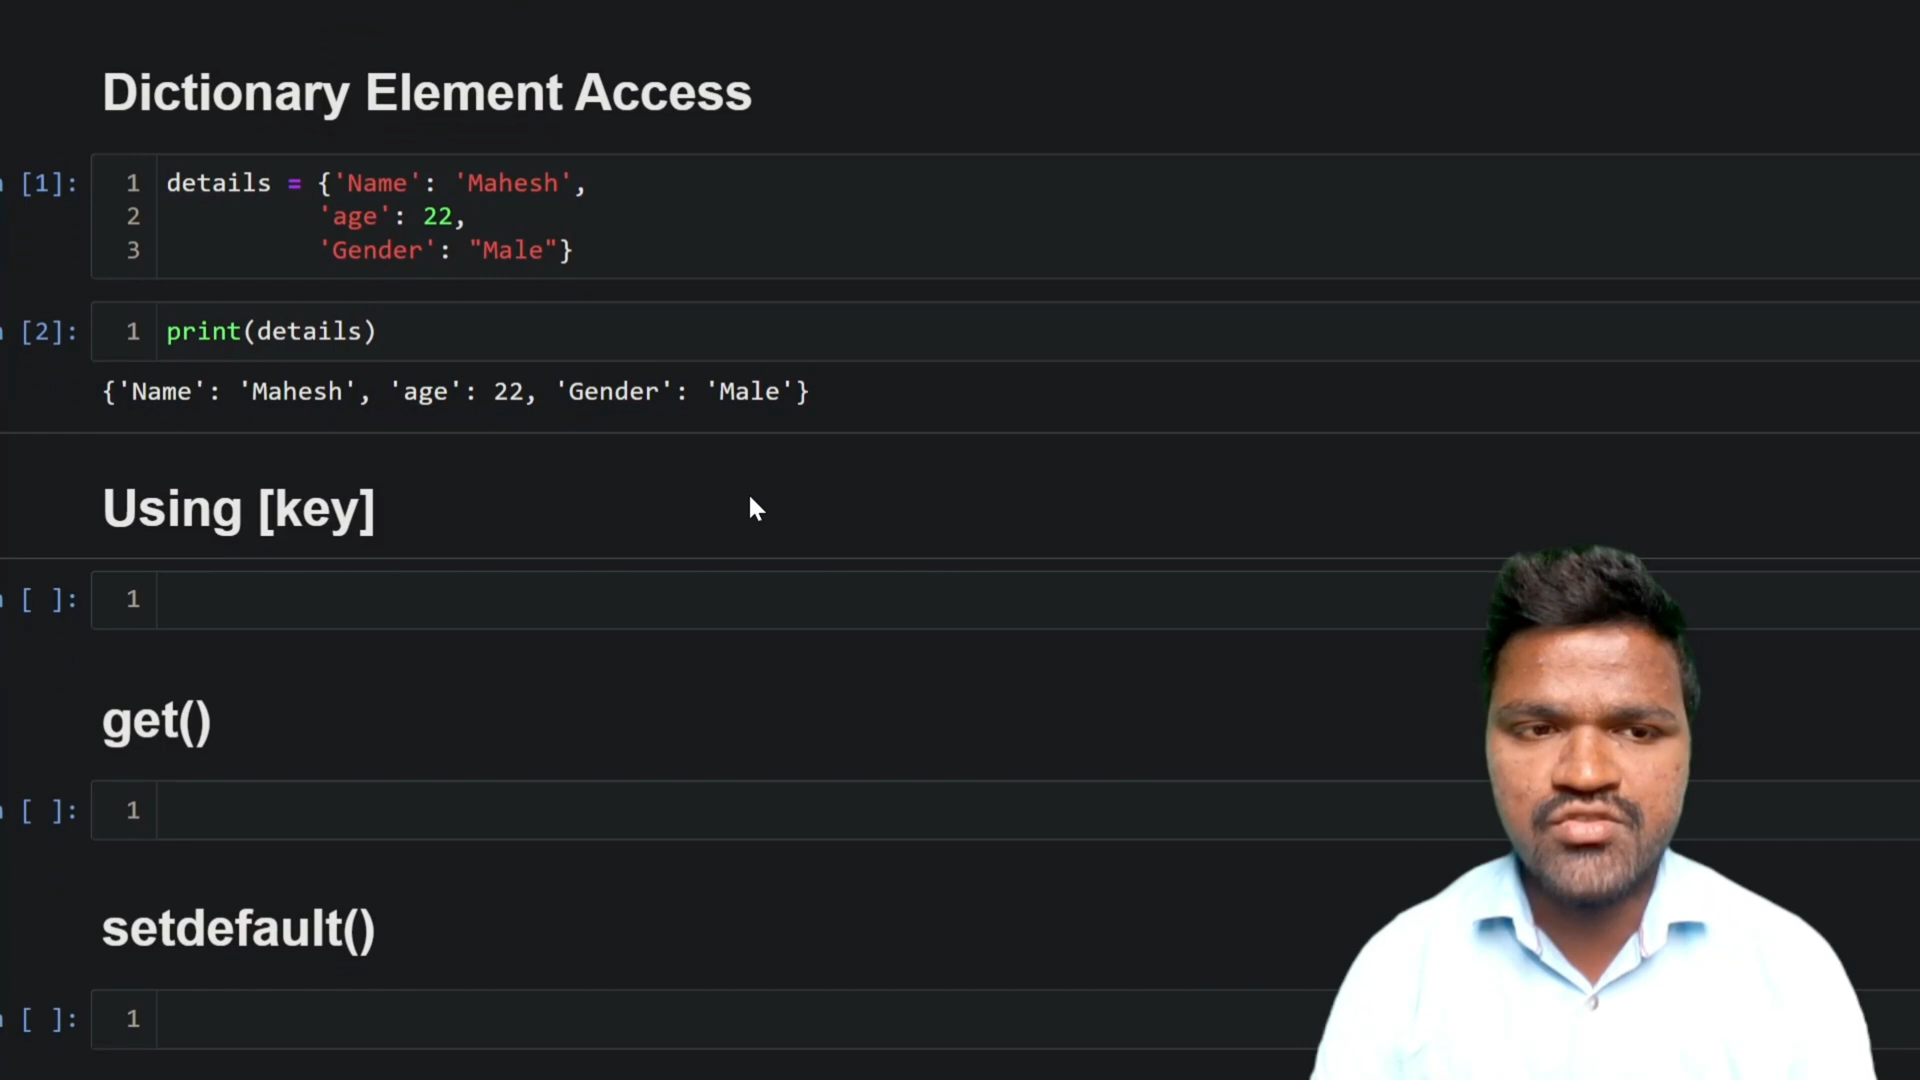 Dictionary Element Access
[1]:
1 details = {'Name': 'Mahesh',
2 'age': 22,
3 'Gender': "Male"}
[2]:
1 print(details)
{'Name': 'Mahesh', 'age': 22, 'Gender': 'Male'}
Using [key]
[ ]: 1
get()
[ ]: 1
setdefault()
[ ]: 1